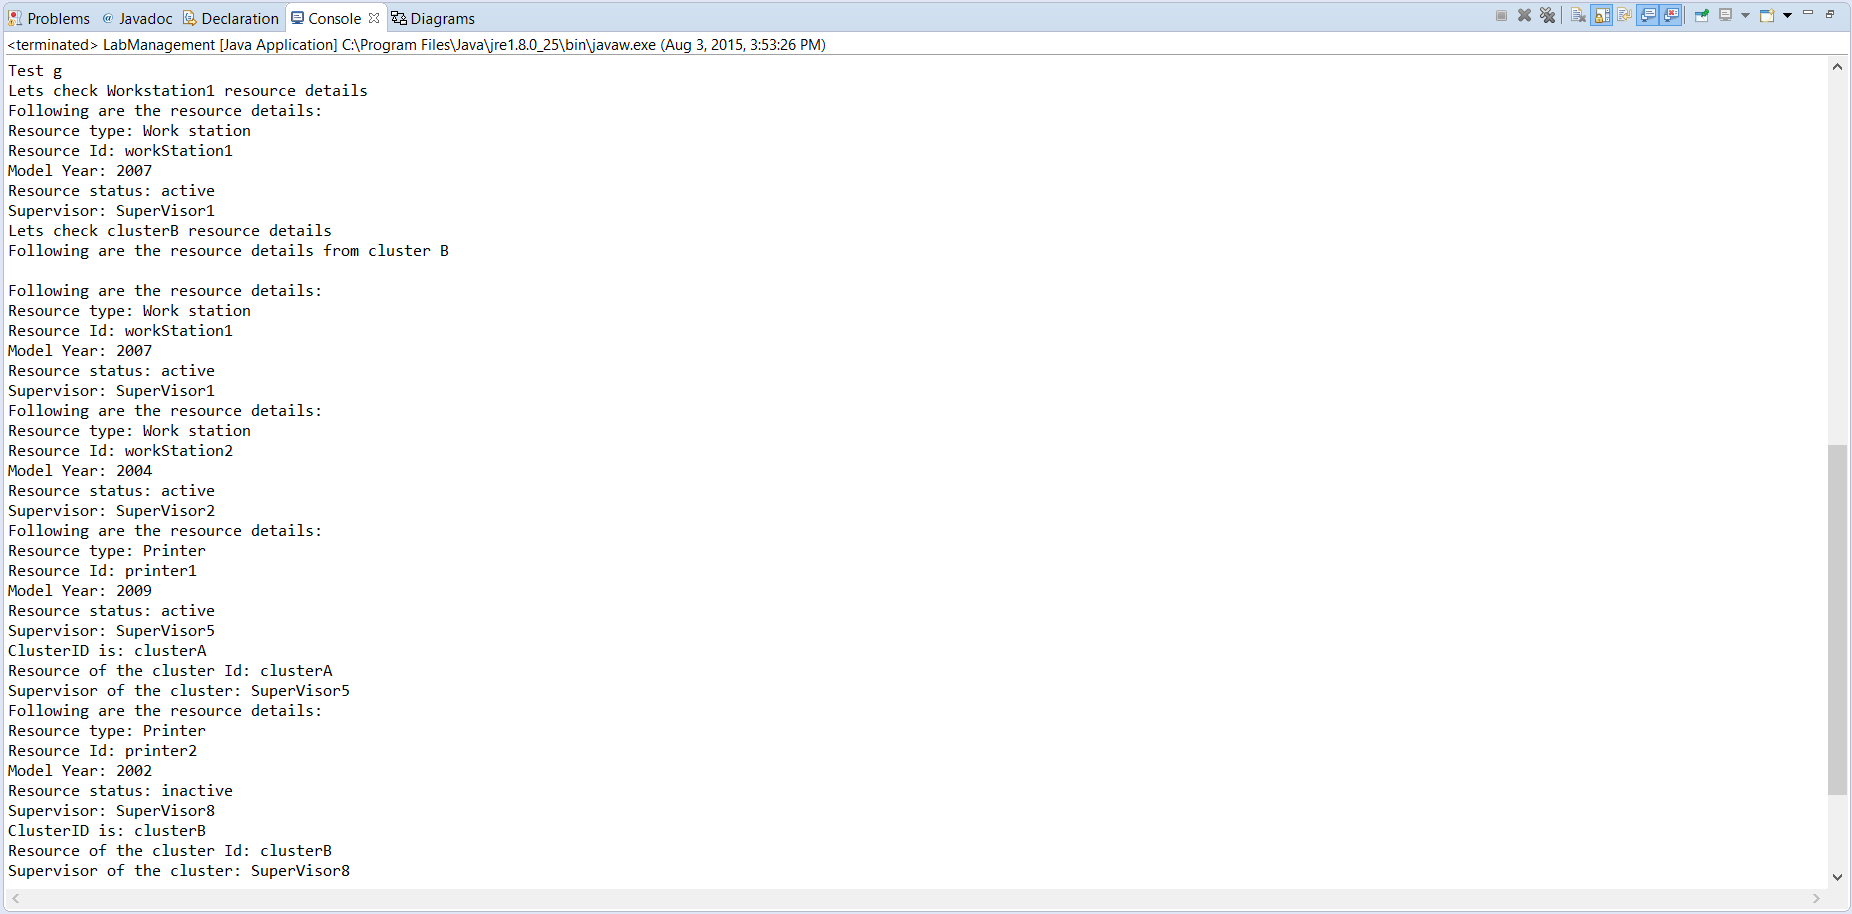 Problems @ Javadoc Declaration Console Diagrams
<terminated> LabManagement [Java Application] C:\Program Files\Java\jre1.8.0_25\bin\javaw.exe (Aug 3, 2015, 3:53:26 PM)
Test g
Lets check Workstation1 resource details
Following are the resource details:
Resource type: Work station
Resource Id: workStation1
Model Year: 2007
Resource status: active
Supervisor: SuperVisor1
Lets check clusterB resource details
Following are the resource details from cluster B

Following are the resource details:
Resource type: Work station
Resource Id: workStation1
Model Year: 2007
Resource status: active
Supervisor: SuperVisor1
Following are the resource details:
Resource type: Work station
Resource Id: workStation2
Model Year: 2004
Resource status: active
Supervisor: SuperVisor2
Following are the resource details:
Resource type: Printer
Resource Id: printer1
Model Year: 2009
Resource status: active
Supervisor: SuperVisor5
ClusterID is: clusterA
Resource of the cluster Id: clusterA
Supervisor of the cluster: SuperVisor5
Following are the resource details:
Resource type: Printer
Resource Id: printer2
Model Year: 2002
Resource status: inactive
Supervisor: SuperVisor8
ClusterID is: clusterB
Resource of the cluster Id: clusterB
Supervisor of the cluster: SuperVisor8